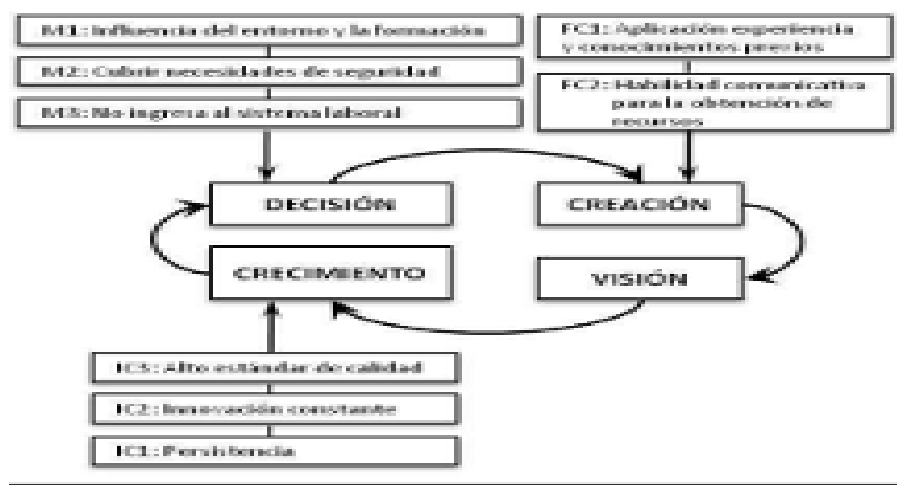 M1: Influencia del entorno y la formación
M2: Cubrir necesidades de seguridad
M3: No ingresa al sistema laboral
FC1: Aplicación experiencia
y conocimientos previos
FC2: Habilidad comunicativa
para la obtención de
recursos
DECISIÓN
CREACIÓN
CRECIMIENTO
VISIÓN
IC3: Alto estándar de calidad
IC2: Innovación constante
IC1: Persistencia